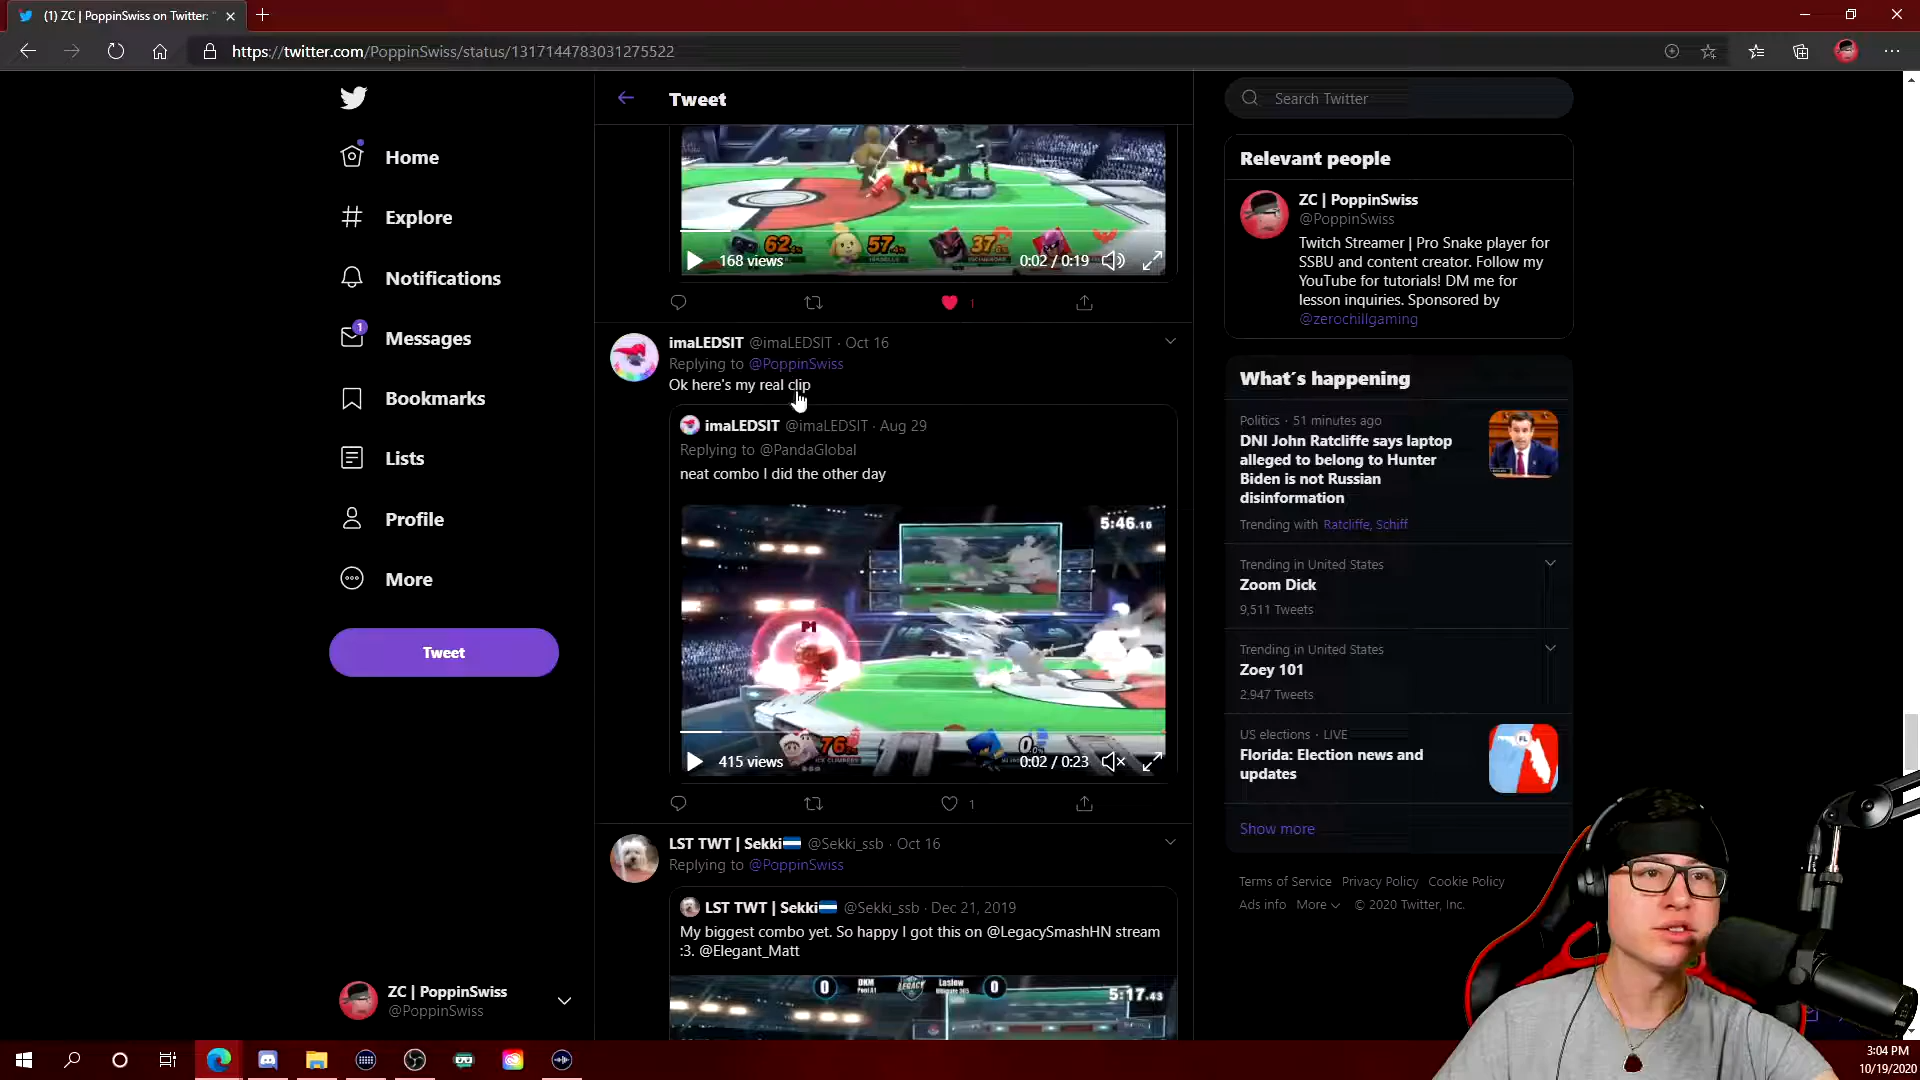 (1) ZC | PoppinSwiss on Twitter: "
https://twitter.com/PoppinSwiss/status/1317144783031275522
Home
Explore
Notifications
1
Messages
Bookmarks
Lists
Profile
More
Tweet
ZC | PoppinSwiss
@PoppinSwiss
Tweet
62
57
37
168 views
0:02 / 0:19
1
imaLEDSIT @imaLEDSIT · Oct 16
Replying to @PoppinSwiss
Ok here's my real clip
imaLEDSIT @imaLEDSIT · Aug 29
Replying to @PandaGlobal
neat combo I did the other day
5:46.16
76
0
415 views
0:02 / 0:23
1
LST TWT | Sekki @Sekki_ssb · Oct 16
Replying to @PoppinSwiss
LST TWT | Sekki @Sekki_ssb · Dec 21, 2019
My biggest combo yet. So happy I got this on @LegacySmashHN stream
:3. @Elegant_Matt
0 LEGACY 0
5:17.43
Search Twitter
Relevant people
ZC | PoppinSwiss
@PoppinSwiss
Twitch Streamer | Pro Snake player for
SSBU and content creator. Follow my
YouTube for tutorials! DM me for
lesson inquiries. Sponsored by
@zerochillgaming
What's happening
Politics · 51 minutes ago
DNI John Ratcliffe says laptop
alleged to belong to Hunter
Biden is not Russian
disinformation
Trending with Ratcliffe, Schiff
Trending in United States
Zoom Dick
9,511 Tweets
Trending in United States
Zoey 101
2,947 Tweets
US elections · LIVE
Florida: Election news and
updates
FL
Show more
Terms of Service Privacy Policy Cookie Policy
Ads info More © 2020 Twitter, Inc.
3:04 PM
10/19/2020